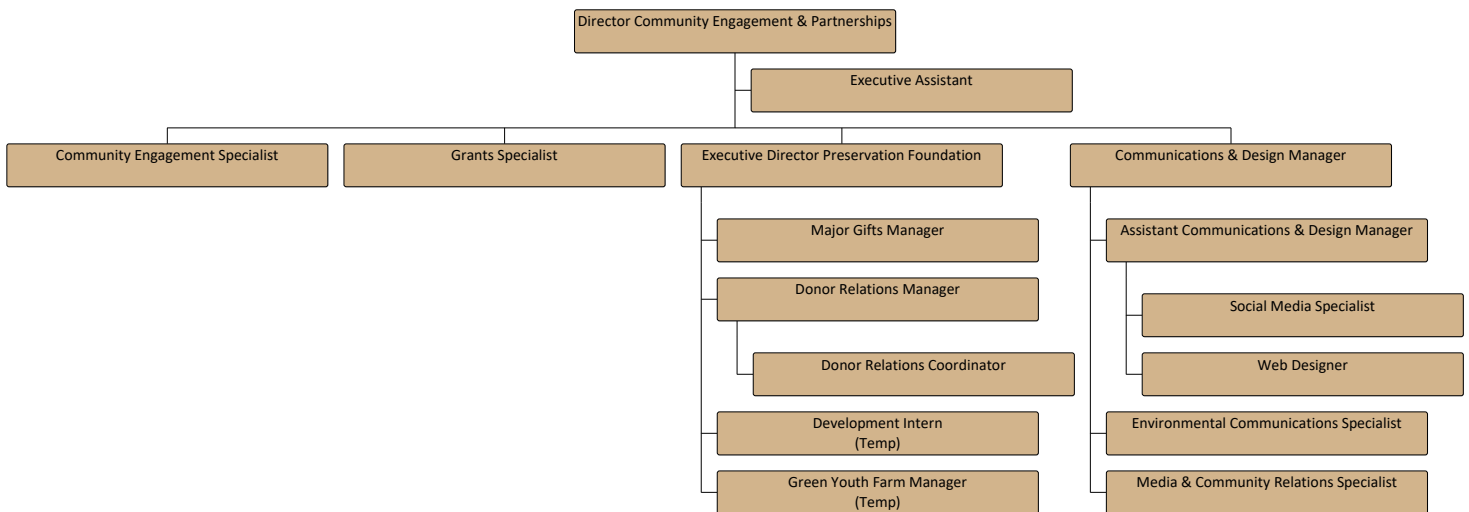 Director Community Engagement & Partnerships
Executive Assistant
Community Engagement Specialist
Grants Specialist
Executive Director Preservation Foundation
Communications & Design Manager
Major Gifts Manager
Assistant Communications & Design Manager
Donor Relations Manager
Social Media Specialist
Donor Relations Coordinator
Web Designer
Development Intern
(Temp)
Environmental Communications Specialist
Green Youth Farm Manager
(Temp)
Media & Community Relations Specialist